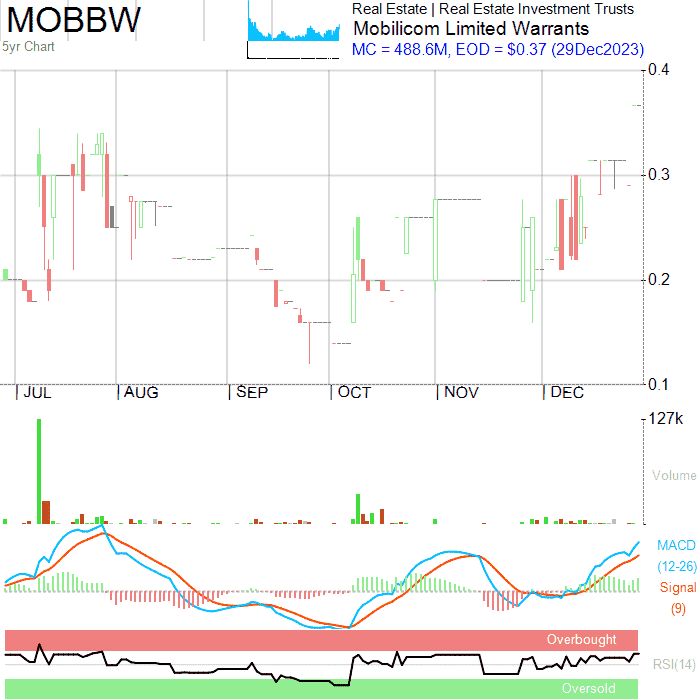 MOBBW
5yr Chart
Real Estate | Real Estate Investment Trusts
Mobilicom Limited Warrants
MC = 488.6M, EOD = $0.37 (29Dec2023)
0.4
0.3
0.2
0.1
JUL AUG SEP OCT NOV DEC
127k
Volume
MACD
(12-26)
Signal
(9)
Overbought
RSI(14)
Oversold